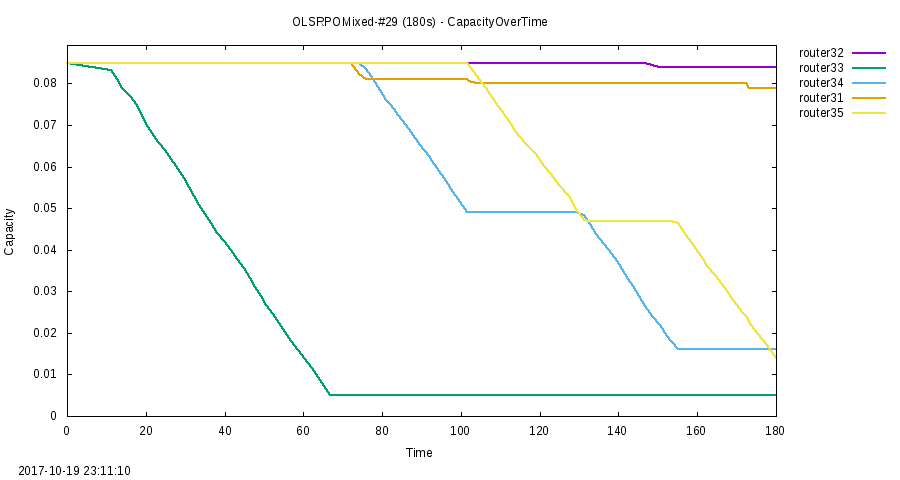 OLSRPOMixed-#29 (180s) - CapacityOverTime
router32
router33
router34
router31
router35
0.08
0.07
0.06
0.05
0.04
0.03
0.02
0.01
0
Capacity
0 20 40 60 80 100 120 140 160 180
Time
2017-10-19 23:11:10